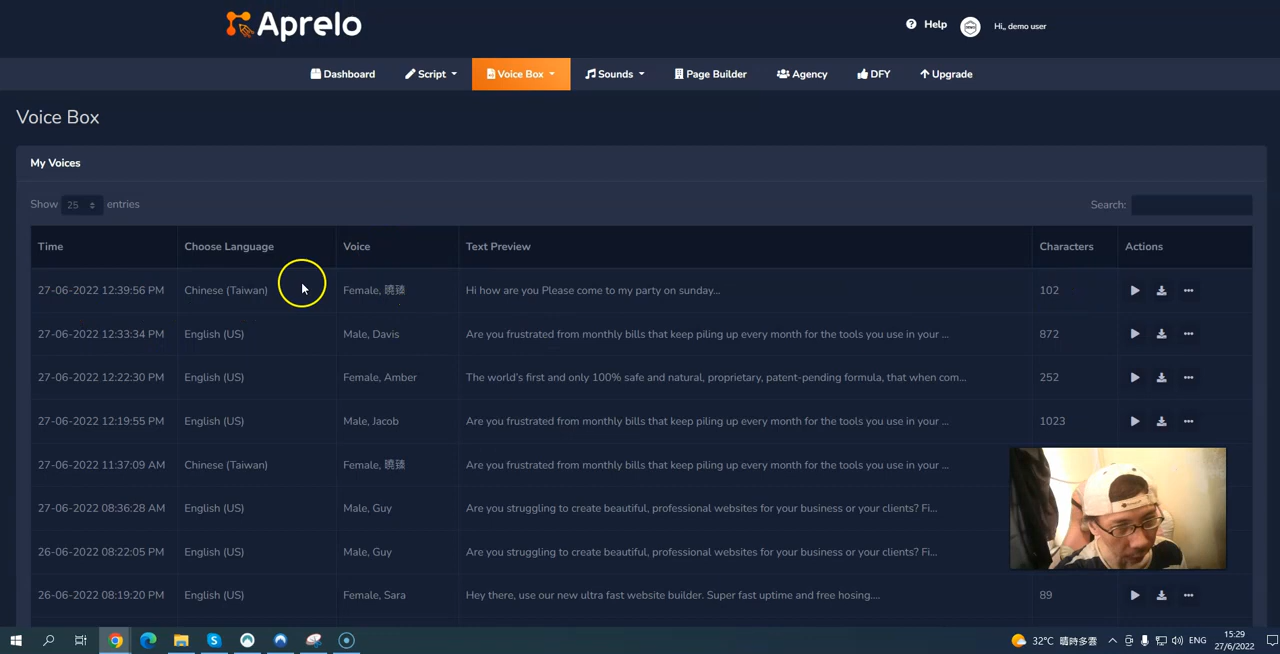 Aprelo
Help
Hi,, demo user
Dashboard Script Voice Box Sounds Page Builder Agency DFY Upgrade
Voice Box
My Voices
Show 25 entries Search:
Time Choose Language Voice Text Preview Characters Actions
27-06-2022 12:39:56 PM Chinese (Taiwan) Female, 曉臻 Hi how are you Please come to my party on sunday... 102
27-06-2022 12:33:34 PM English (US) Male, Davis Are you frustrated from monthly bills that keep piling up every month for the tools you use in your ... 872
27-06-2022 12:22:30 PM English (US) Female, Amber The world's first and only 100% safe and natural, proprietary, patent-pending formula, that when com... 252
27-06-2022 12:19:55 PM English (US) Male, Jacob Are you frustrated from monthly bills that keep piling up every month for the tools you use in your ... 1023
27-06-2022 11:37:09 AM Chinese (Taiwan) Female, 曉臻 Are you frustrated from monthly bills that keep piling up every month for the tools you use in your ...
27-06-2022 08:36:28 AM English (US) Male, Guy Are you struggling to create beautiful, professional websites for your business or your clients? Fi...
26-06-2022 08:22:05 PM English (US) Male, Guy Are you struggling to create beautiful, professional websites for your business or your clients? Fi...
26-06-2022 08:19:20 PM English (US) Female, Sara Hey there, use our new ultra fast website builder. Super fast uptime and free hosing.... 89
32°C 晴時多雲 ENG 15:29
27/6/2022